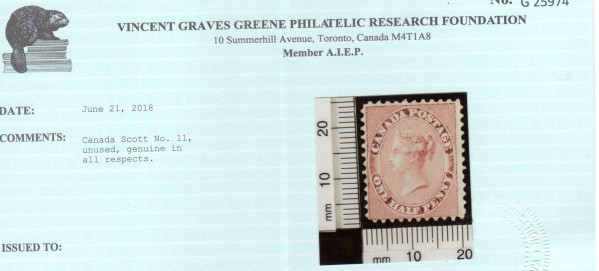 No. G 25974
VINCENT GRAVES GREENE PHILATELIC RESEARCH FOUNDATION
10 Summerhill Avenue, Toronto, Canada M4T1A8
Member A.I.E.P.
DATE: June 21, 2018
COMMENTS: Canada Scott No. 11,
unused, genuine in
all respects.
20
10
mm
CANADA POSTAGE
ONE HALF PENNY
mm 10 20
ISSUED TO: